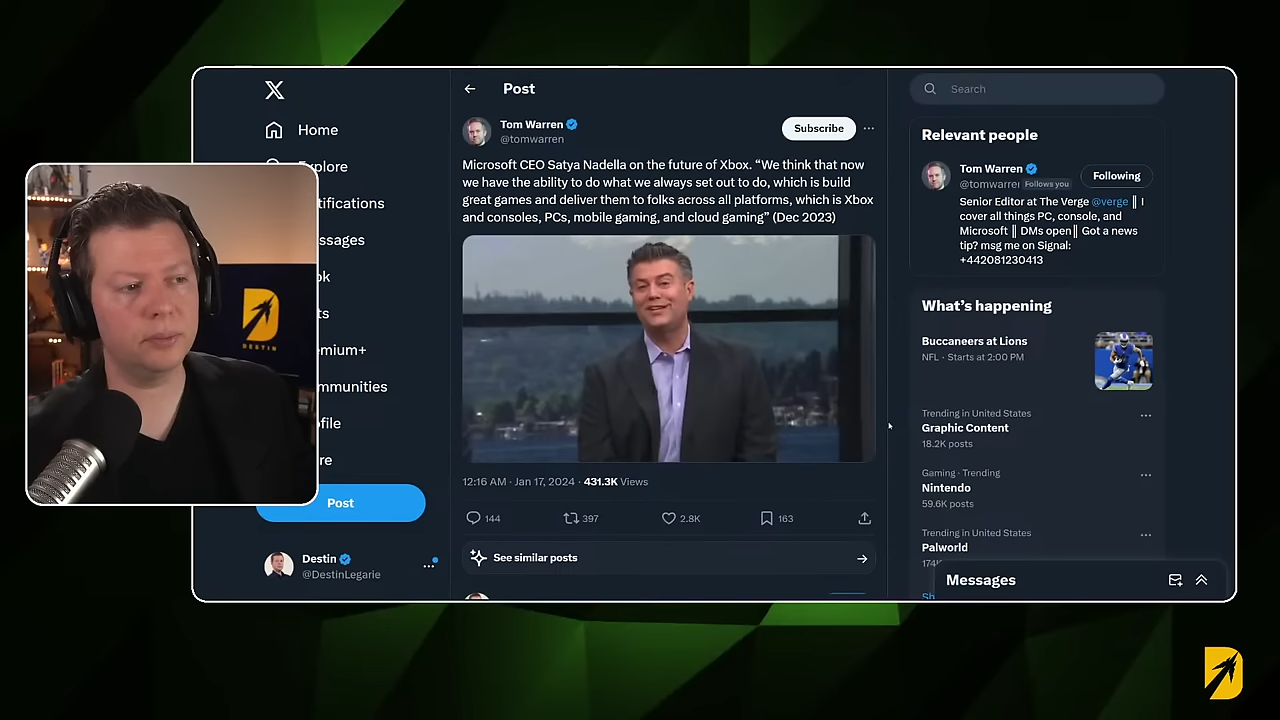 Home
Explore
tifications
ssages
ok
ts
emium+
mmunities
ofile
re
Post
Destin
@DestinLegarie
DESTIN
Post
Tom Warren
@tomwarren
Subscribe
Microsoft CEO Satya Nadella on the future of Xbox. “We think that now
we have the ability to do what we always set out to do, which is build
great games and deliver them to folks across all platforms, which is Xbox
and consoles, PCs, mobile gaming, and cloud gaming” (Dec 2023)
12:16 AM · Jan 17, 2024 · 431.3K Views
144
397
2.8K
163
See similar posts
Search
Relevant people
Tom Warren
@tomwarrer Follows you
Following
Senior Editor at The Verge @verge || I
cover all things PC, console, and
Microsoft || DMs open|| Got a news
tip? msg me on Signal:
+442081230413
What’s happening
Buccaneers at Lions
NFL · Starts at 2:00 PM
Trending in United States
Graphic Content
18.2K posts
Gaming · Trending
Nintendo
59.6K posts
Trending in United States
Palworld
174K
Sh
Messages